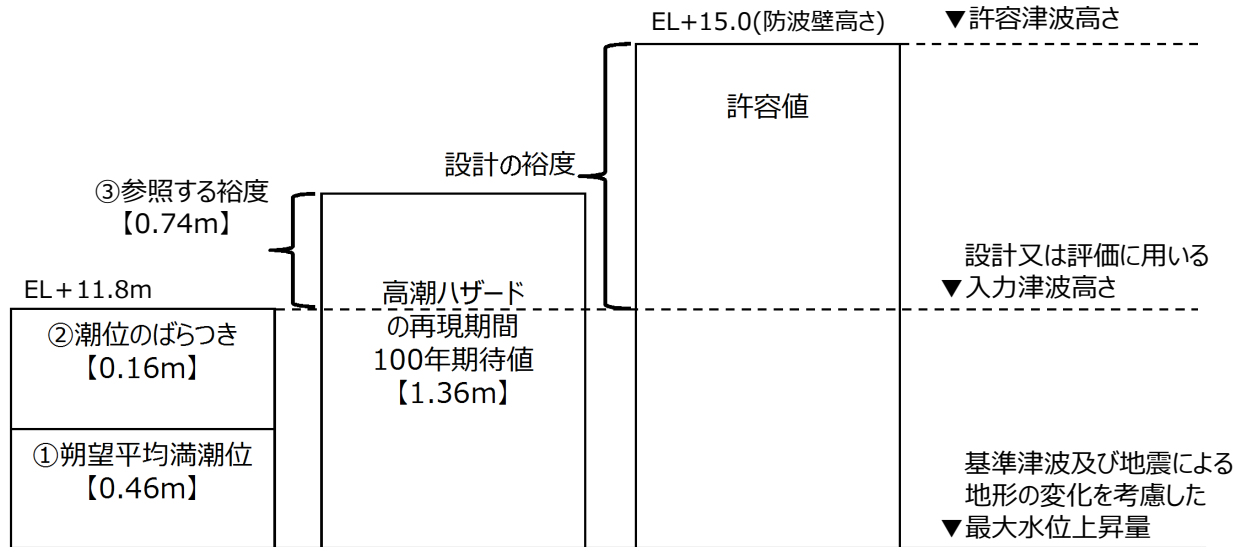 EL+15.0(防波壁高さ)
▼許容津波高さ
許容値
設計の裕度
③参照する裕度
【0.74m】
設計又は評価に用いる
▼入力津波高さ
EL+11.8m
②潮位のばらつき
【0.16m】
高潮ハザード
の再現期間
100年期待値
【1.36m】
①朔望平均満潮位
【0.46m】
基準津波及び地震による
地形の変化を考慮した
▼最大水位上昇量